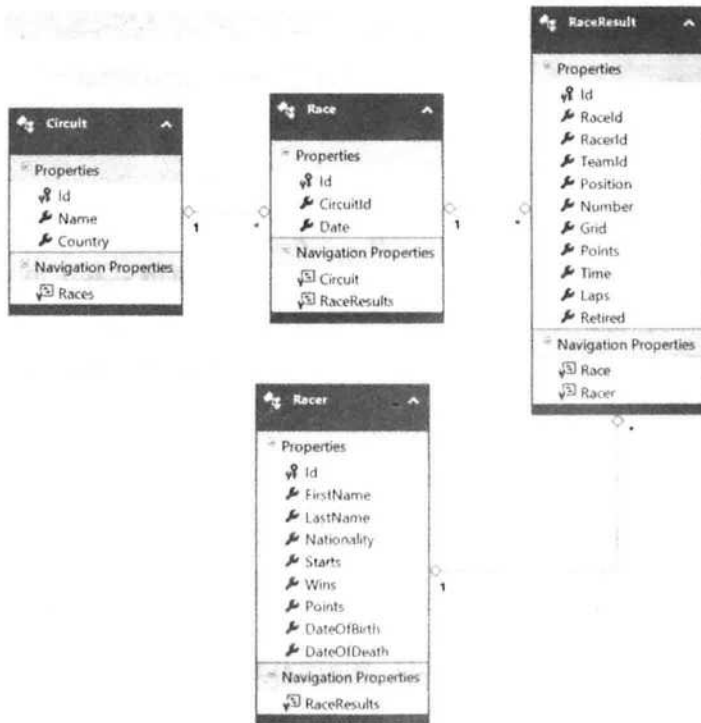 Circuit
Properties
Id
Name
Country
Navigation Properties
Races
1
*
Race
Properties
Id
CircuitId
Date
Navigation Properties
Circuit
RaceResults
1
*
RaceResult
Properties
Id
RaceId
RacerId
TeamId
Position
Number
Grid
Points
Time
Laps
Retired
Navigation Properties
Race
Racer
*
Racer
Properties
Id
FirstName
LastName
Nationality
Starts
Wins
Points
DateOfBirth
DateOfDeath
Navigation Properties
RaceResults
1